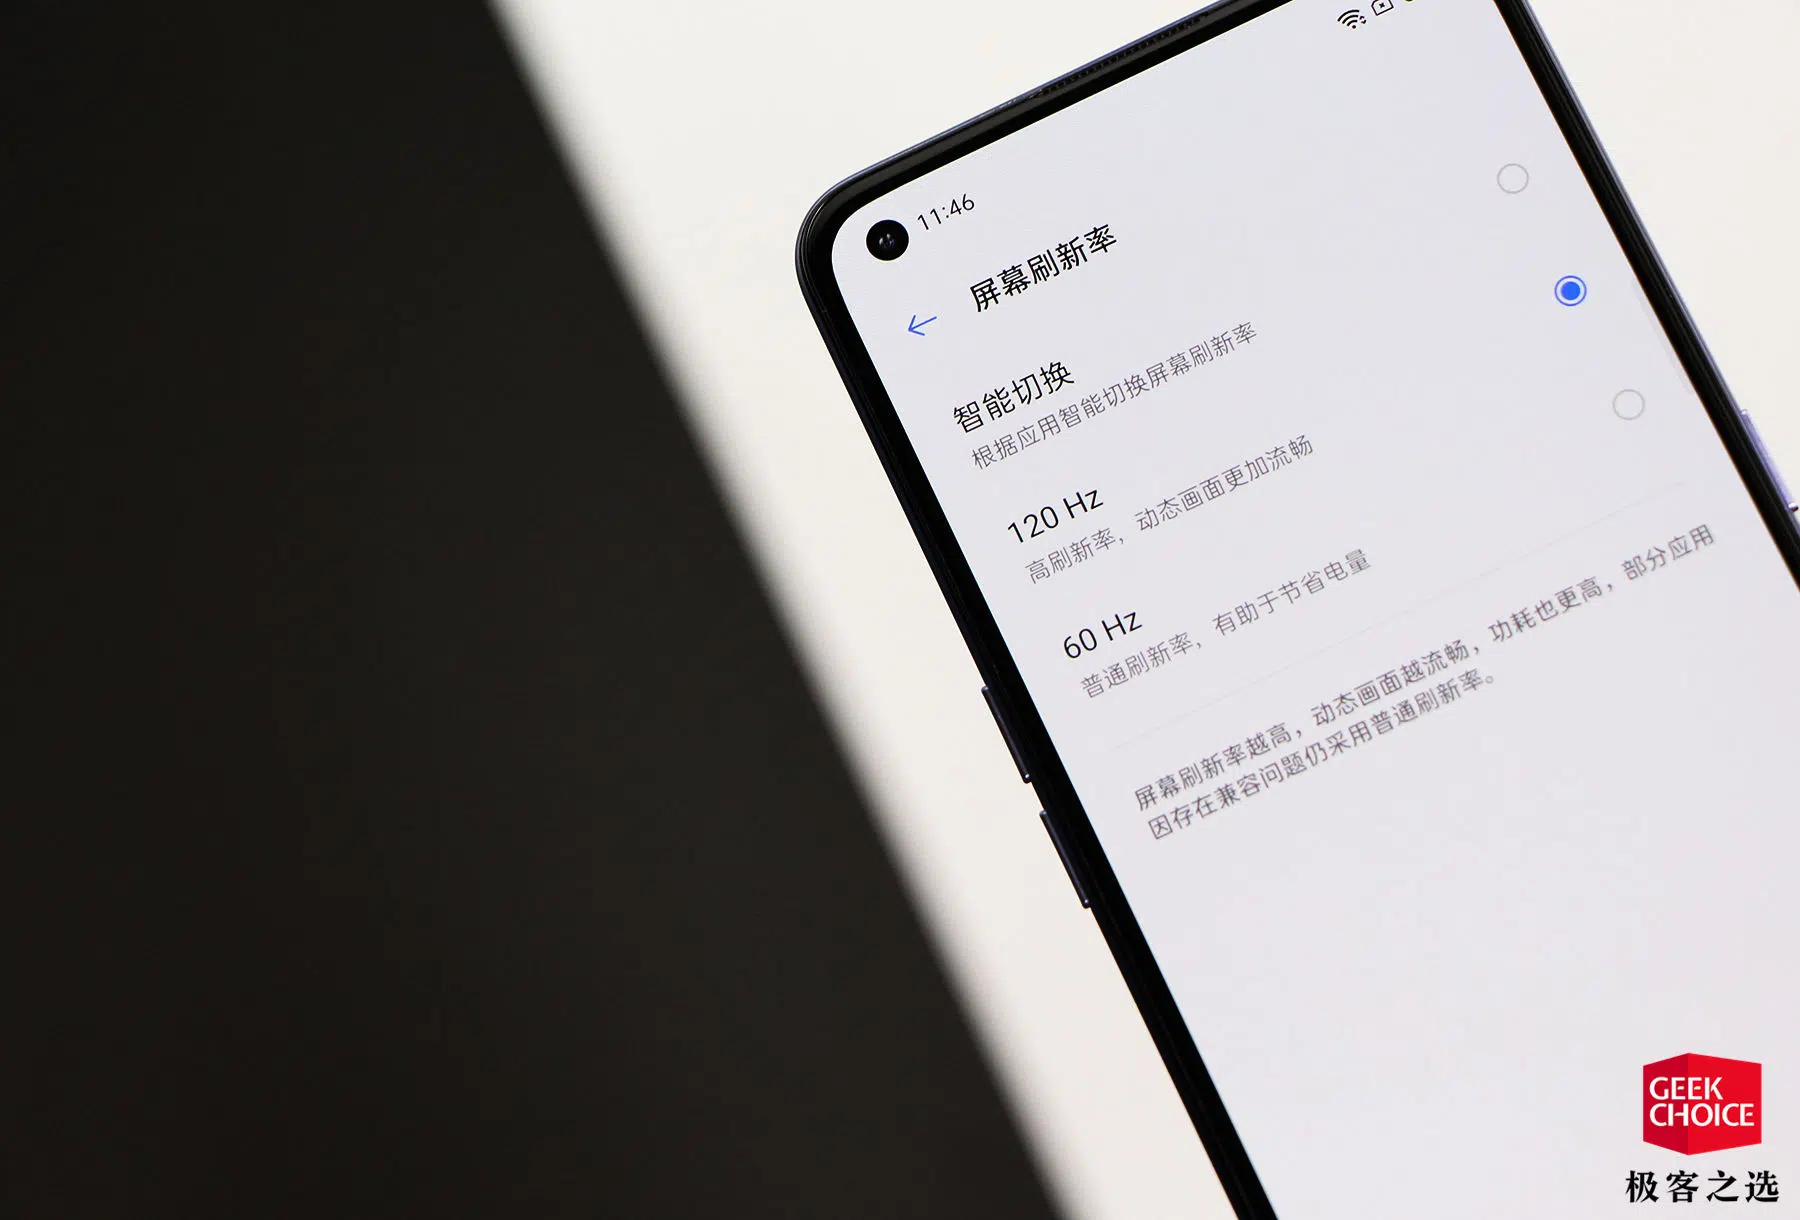 11:46
屏幕刷新率
智能切换
根据应用智能切换屏幕刷新率
120 Hz
高刷新率，动态画面更加流畅
60 Hz
普通刷新率，有助于节省电量
屏幕刷新率越高，动态画面越流畅，功耗也更高，部分应用
因存在兼容问题仍采用普通刷新率。
GEEK
CHOICE
极客之选